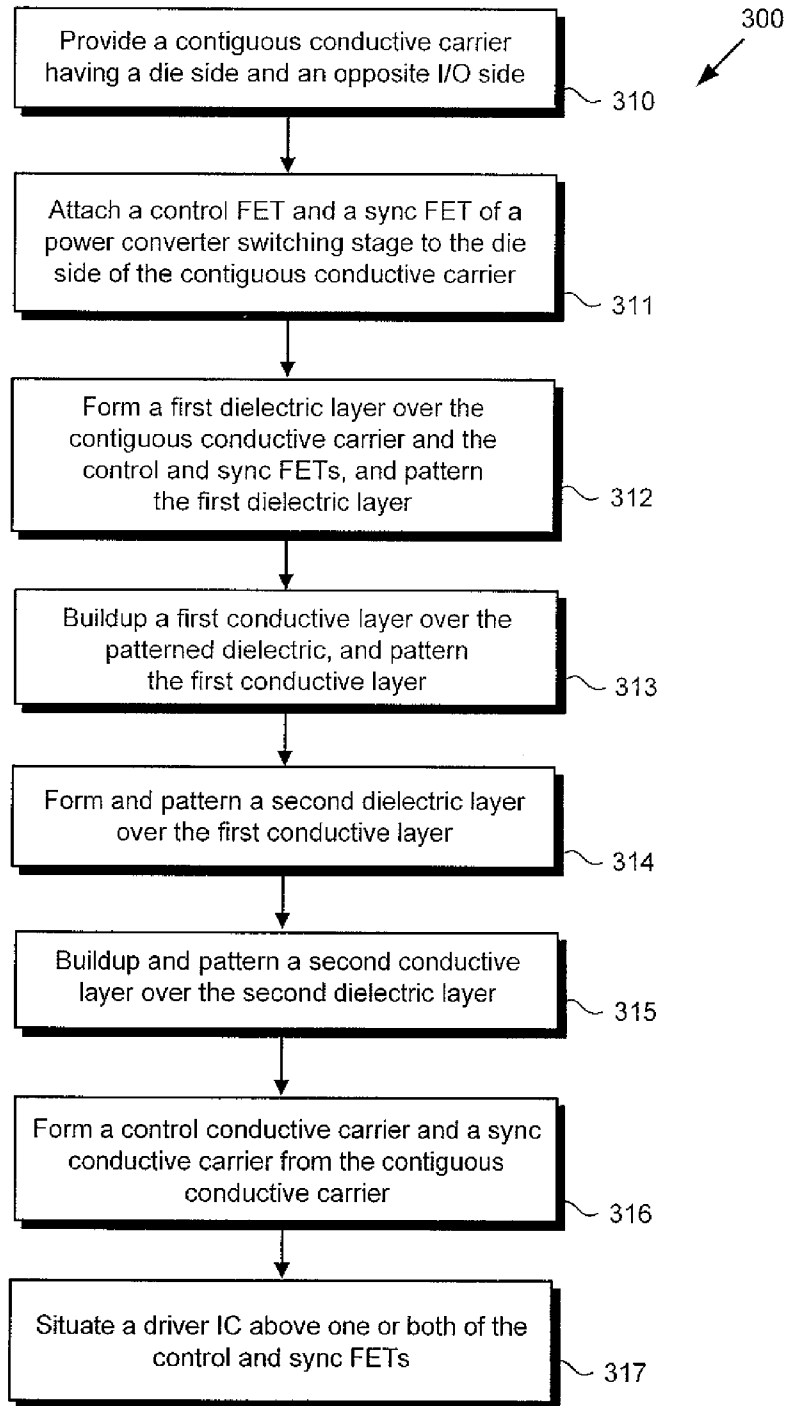 300
Provide a contiguous conductive carrier
having a die side and an opposite I/O side
310
Attach a control FET and a sync FET of a
power converter switching stage to the die
side of the contiguous conductive carrier
311
Form a first dielectric layer over the
contiguous conductive carrier and the
control and sync FETs, and pattern
the first dielectric layer
312
Buildup a first conductive layer over the
patterned dielectric, and pattern
the first conductive layer
313
Form and pattern a second dielectric layer
over the first conductive layer
314
Buildup and pattern a second conductive
layer over the second dielectric layer
315
Form a control conductive carrier and a sync
conductive carrier from the contiguous
conductive carrier
316
Situate a driver IC above one or both of the
control and sync FETs
317